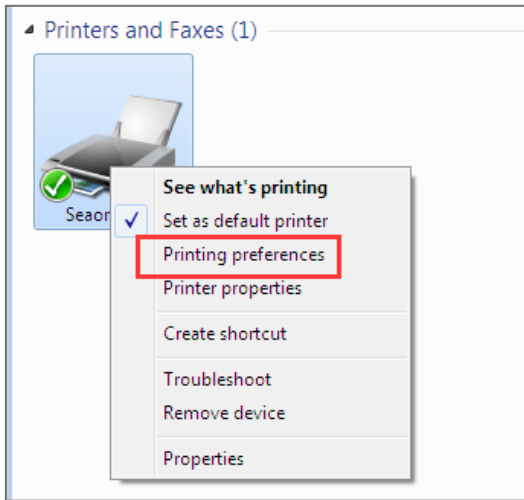 Printers and Faxes (1)
See what's printing
Set as default printer
Printing preferences
Printer properties
Create shortcut
Troubleshoot
Remove device
Properties